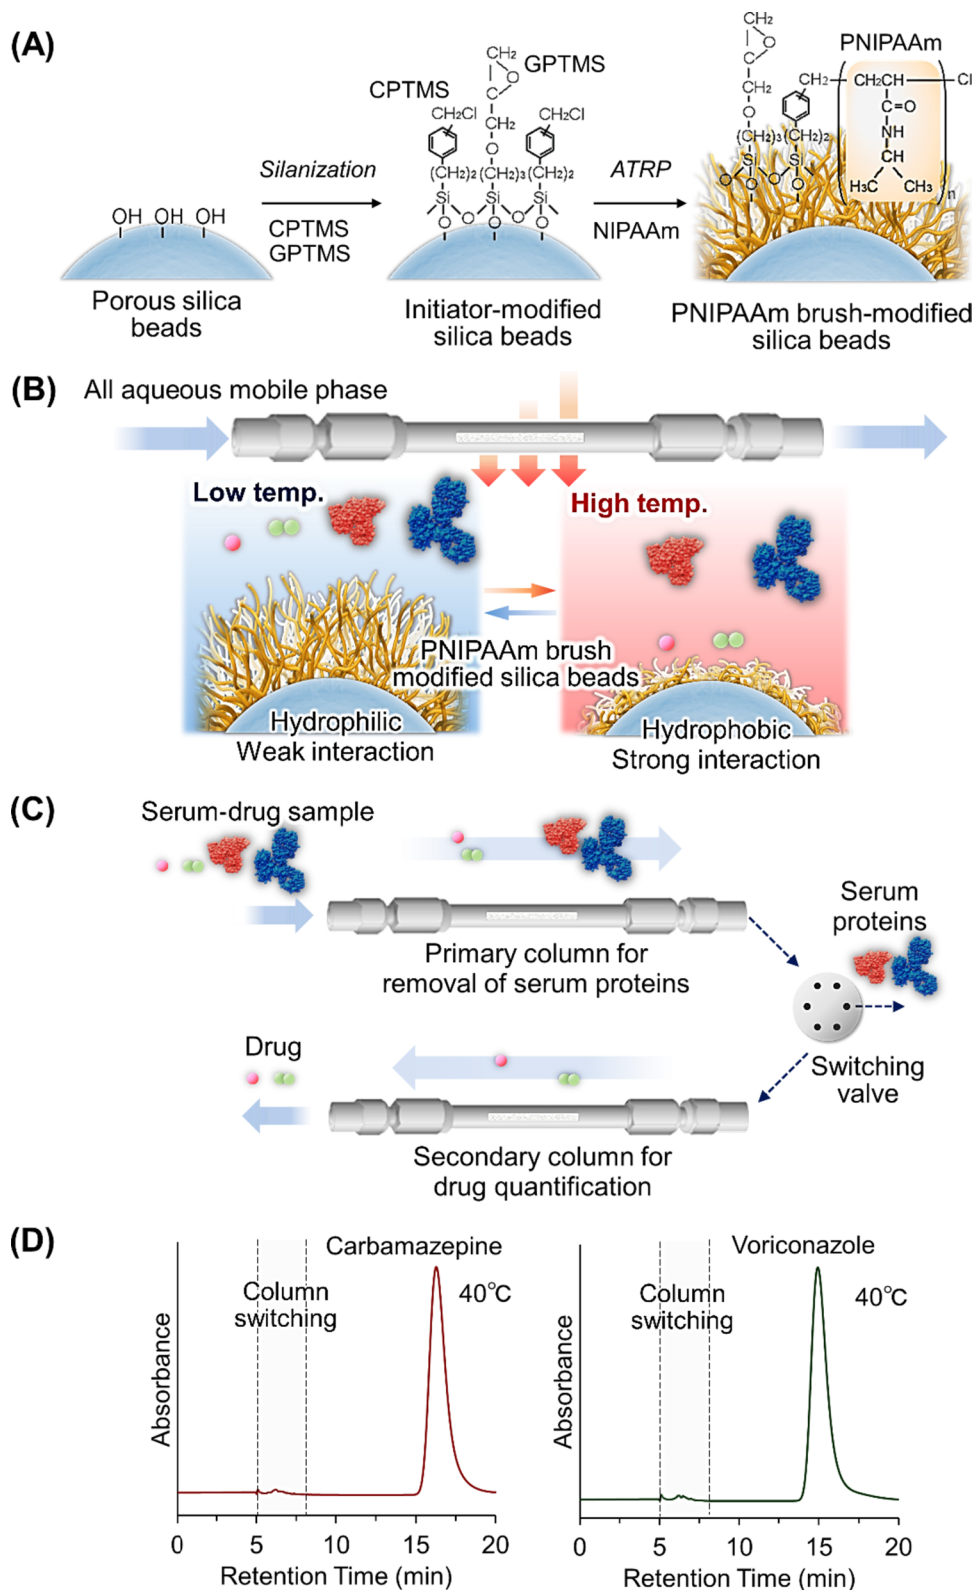 (A)
CH₂
O
GPTMS
CPTMS
CH₂Cl
CH₂
O
CH₂Cl
(CH₂)₂
(CH₂)₃
(CH₂)₂
Si
Si
Si
O
O
O
O
O
OH
OH
OH
Silanization
CPTMS
GPTMS
ATRP
NIPAAm
CH₂
O
CH₂
O
PNIPAAm
CH₂
CH₂CH
Cl
C=O
NH
CH
H₃C
CH₃
n
(CH₂)₃
(CH₂)₂
Si
Si
O
O
O
O
Porous silica
beads
Initiator-modified
silica beads
PNIPAAm brush-modified
silica beads
(B)
All aqueous mobile phase
Low temp.
High temp.
PNIPAAm brush
modified silica beads
Hydrophilic
Weak interaction
Hydrophobic
Strong interaction
(C)
Serum-drug sample
Serum
proteins
Primary column for
removal of serum proteins
Drug
Switching
valve
Secondary column for
drug quantification
(D)
Carbamazepine
Column
switching
40℃
Absorbance
0 5 10 15 20
Retention Time (min)
Voriconazole
Column
switching
40℃
Absorbance
0 5 10 15 20
Retention Time (min)